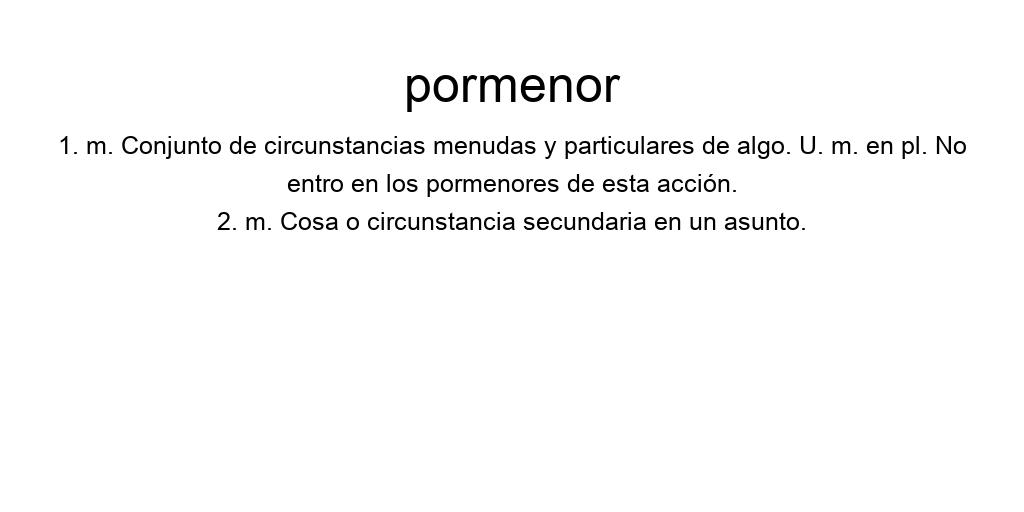 pormenor
1. m. Conjunto de circunstancias menudas y particulares de algo. U. m. en pl. No
entro en los pormenores de esta acción.
2. m. Cosa o circunstancia secundaria en un asunto.